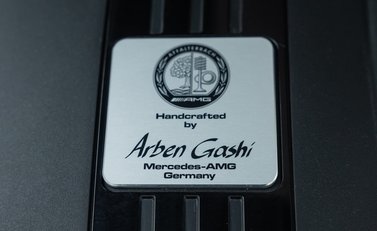 AFFALTERBACH
AMG
Handcrafted
by
Arben Gashi
Mercedes-AMG
Germany